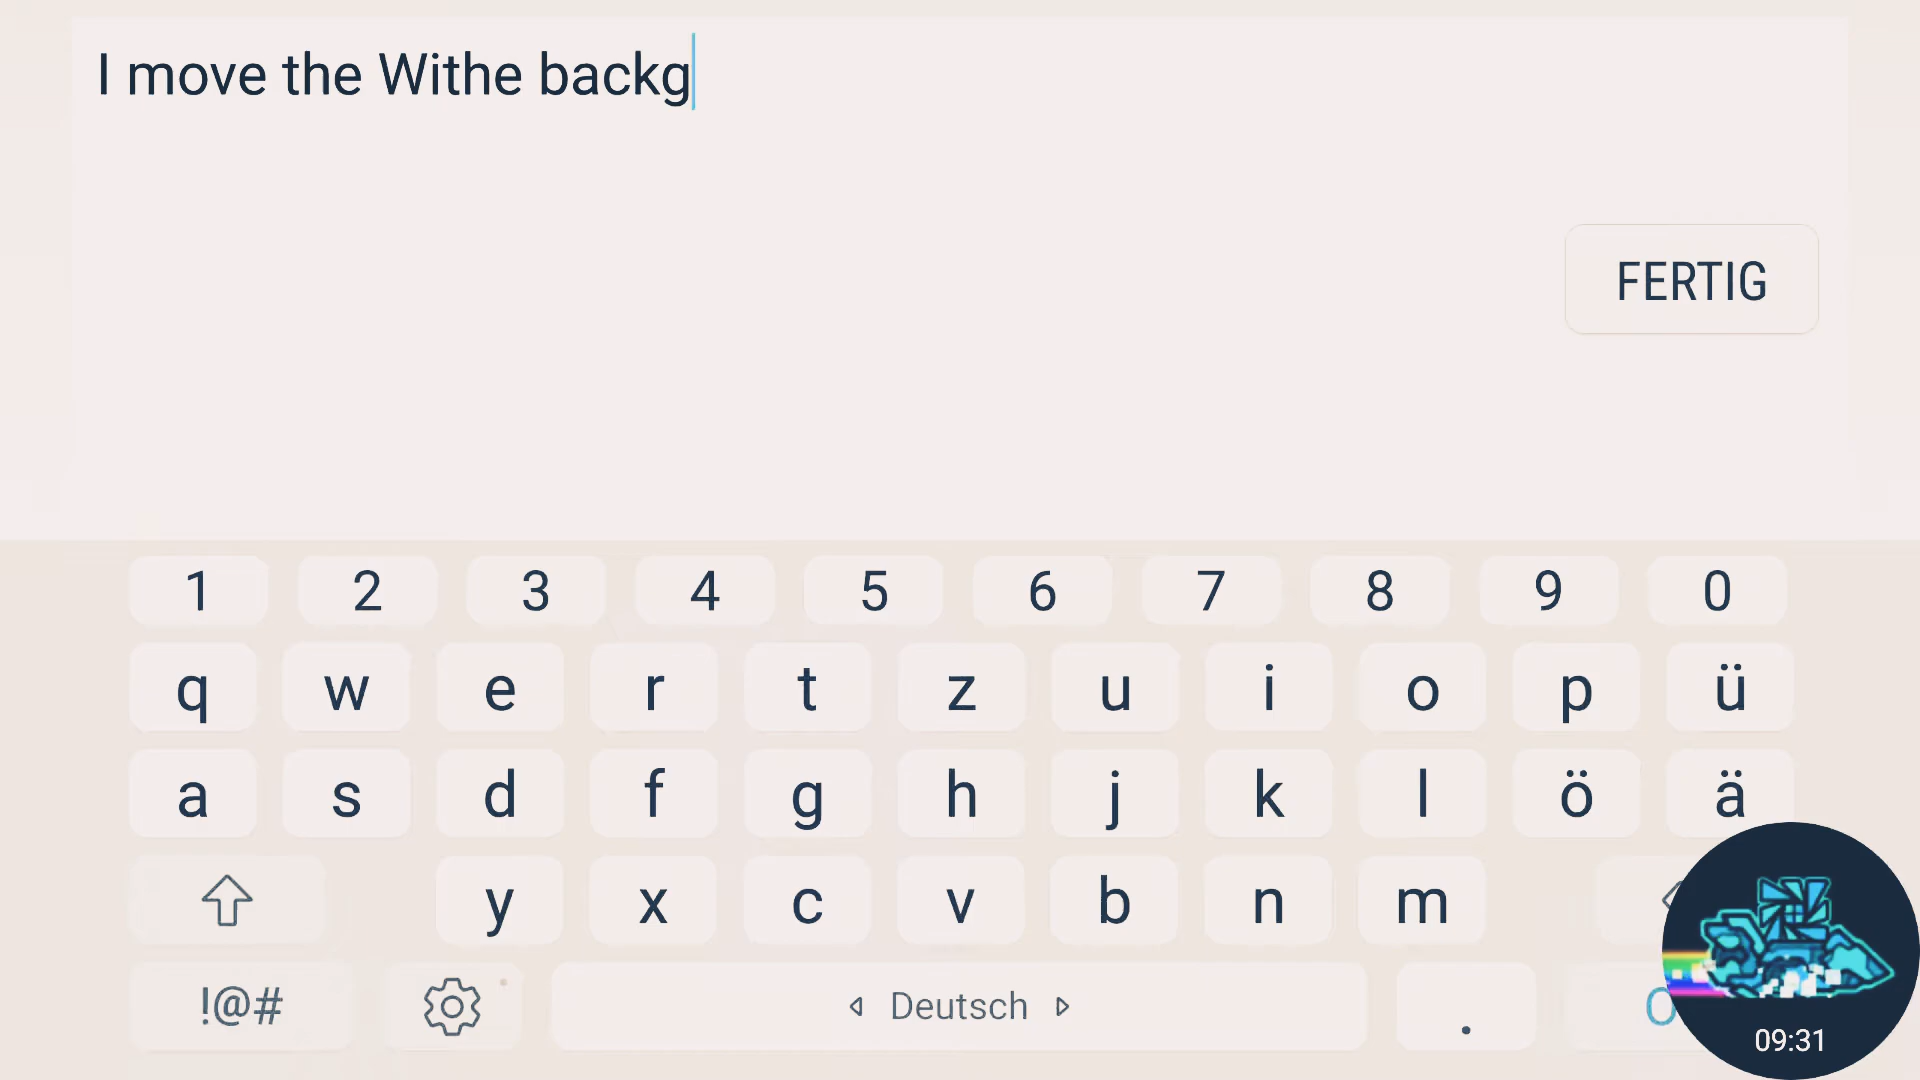 I move the Withe backg
FERTIG
1 2 3 4 5 6 7 8 9 0
q w e r t z u i o p ü
a s d f g h j k l ö ä
y x c v b n m
!@# Deutsch .
09:31